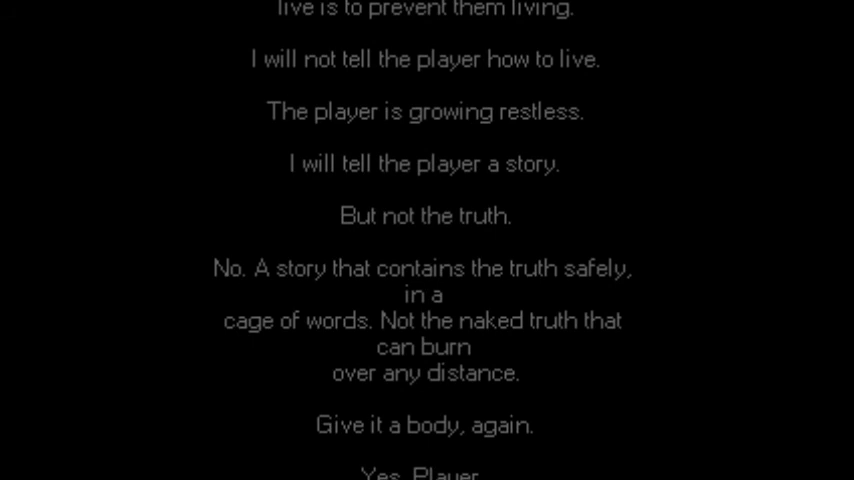 live is to prevent them living.
I will not tell the player how to live.
The player is growing restless.
I will tell the player a story.
But not the truth.
No. A story that contains the truth safely,
in a
cage of words. Not the naked truth that
can burn
over any distance.
Give it a body, again.
Yes. Player